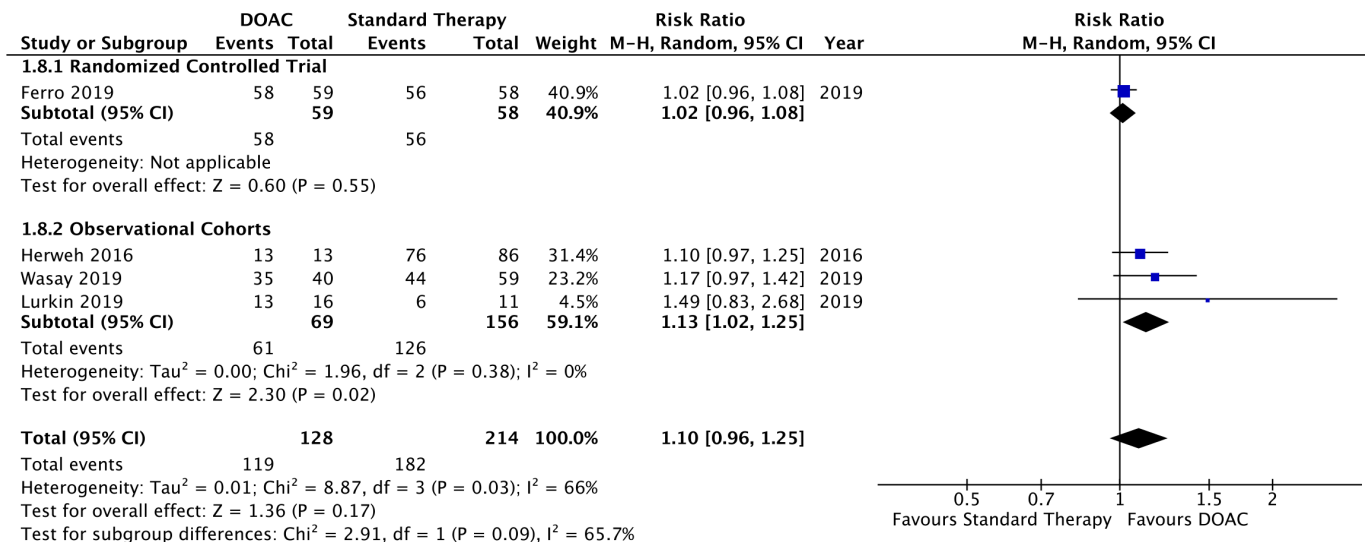 DOAC Standard Therapy Risk Ratio Risk Ratio
Study or Subgroup Events Total Events Total Weight M-H, Random, 95% CI Year M-H, Random, 95% CI
1.8.1 Randomized Controlled Trial
Ferro 2019 58 59 56 58 40.9% 1.02 [0.96, 1.08] 2019
Subtotal (95% CI) 59 58 40.9% 1.02 [0.96, 1.08]
Total events 58 56
Heterogeneity: Not applicable
Test for overall effect: Z = 0.60 (P = 0.55)
1.8.2 Observational Cohorts
Herweh 2016 13 13 76 86 31.4% 1.10 [0.97, 1.25] 2016
Wasay 2019 35 40 44 59 23.2% 1.17 [0.97, 1.42] 2019
Lurkin 2019 13 16 6 11 4.5% 1.49 [0.83, 2.68] 2019
Subtotal (95% CI) 69 156 59.1% 1.13 [1.02, 1.25]
Total events 61 126
Heterogeneity: Tau² = 0.00; Chi² = 1.96, df = 2 (P = 0.38); I² = 0%
Test for overall effect: Z = 2.30 (P = 0.02)
Total (95% CI) 128 214 100.0% 1.10 [0.96, 1.25]
Total events 119 182
Heterogeneity: Tau² = 0.01; Chi² = 8.87, df = 3 (P = 0.03); I² = 66%
Test for overall effect: Z = 1.36 (P = 0.17)
Test for subgroup differences: Chi² = 2.91, df = 1 (P = 0.09), I² = 65.7%
0.5 0.7 1 1.5 2
Favours Standard Therapy Favours DOAC